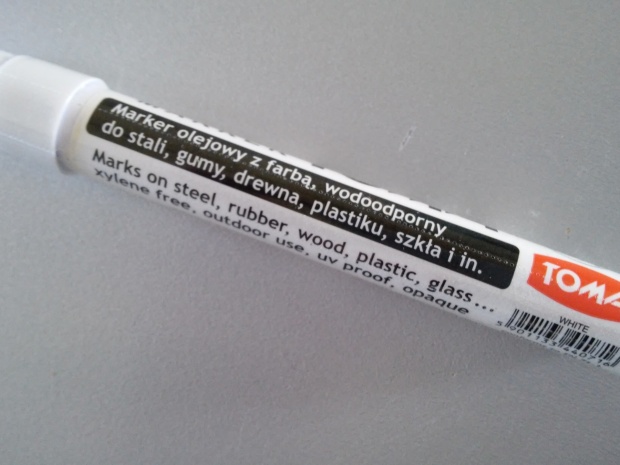 Marker olejowy z farbą, wodoodporny
do stali, gumy, drewna, plastiku, szkła i in.
Marks on steel, rubber, wood, plastic, glass...
xylene free, outdoor use, uv proof, opaque
TOMA
WHITE